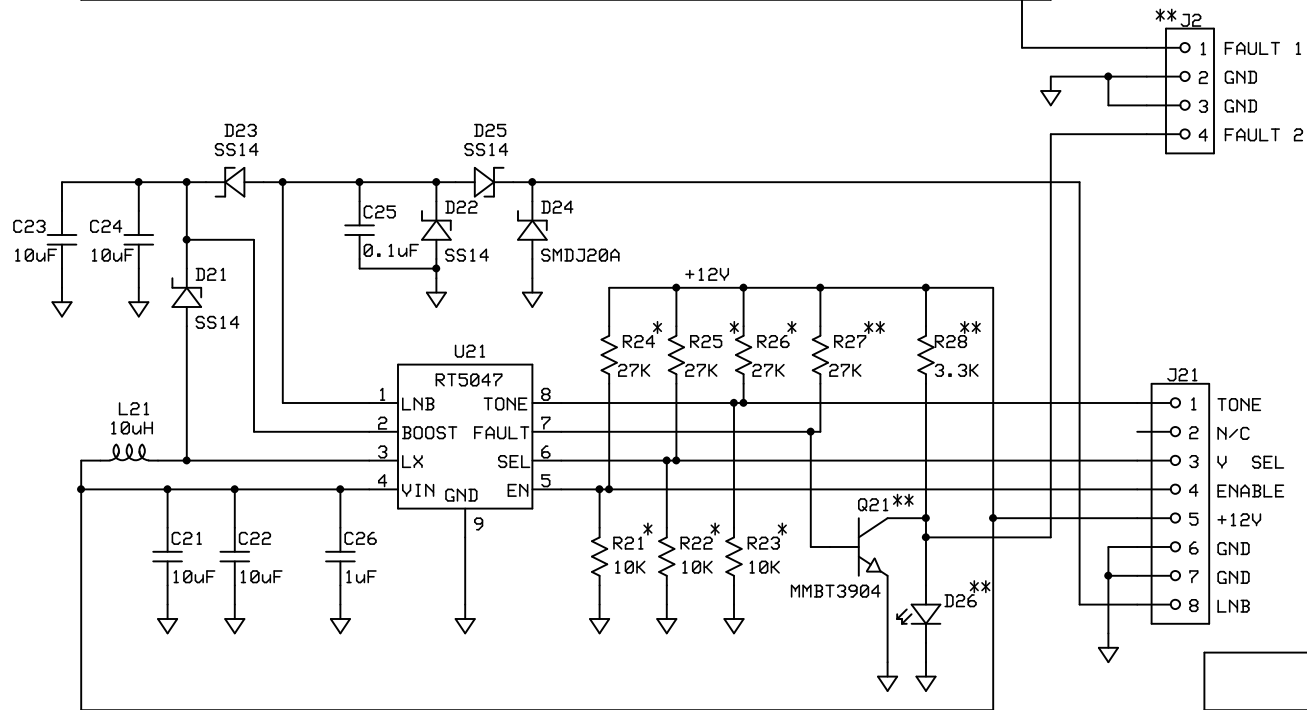 ** J2
1 FAULT 1
2 GND
3 GND
4 FAULT 2
D23
SS14
D25
SS14
C23
10uF
C24
10uF
C25
0.1uF
D22
SS14
D24
SMDJ20A
D21
SS14
+12V
R24*
27K
R25*
27K
R26*
27K
R27**
27K
R28**
3.3K
U21
RT5047
1 LNB
2 BOOST
3 LX
4 VIN
GND
9
TONE 8
FAULT 7
SEL 6
EN 5
L21
10uH
C21
10uF
C22
10uF
C26
1uF
R21*
10K
R22*
10K
R23*
10K
Q21**
MMBT3904
D26**
J21
1 TONE
2 N/C
3 V SEL
4 ENABLE
5 +12V
6 GND
7 GND
8 LNB